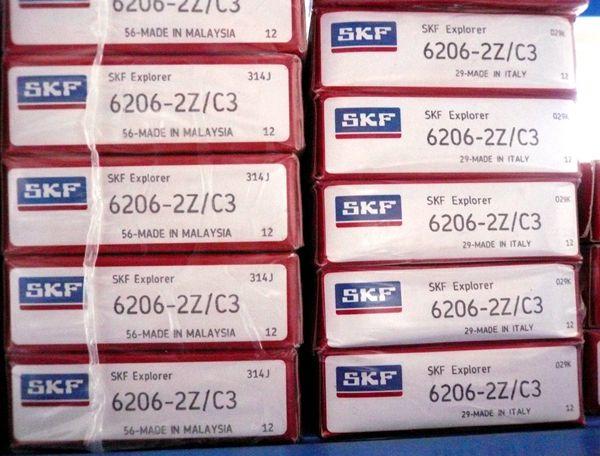 6206-2Z/C3
56-MADE IN MALAYSIA 12
SKF SKF Explorer 314J
6206-2Z/C3
56-MADE IN MALAYSIA 12
SKF SKF Explorer 314J
6206-2Z/C3
56-MADE IN MALAYSIA 12
SKF SKF Explorer 314J
6206-2Z/C3
56-MADE IN MALAYSIA 12
SKF SKF Explorer 314J
6206-2Z/C3
56-MADE IN MALAYSIA 12
SKF SKF Explorer 029K
6206-2Z/C3
29-MADE IN ITALY 12
SKF SKF Explorer 029K
6206-2Z/C3
29-MADE IN ITALY 12
SKF SKF Explorer 029K
6206-2Z/C3
29-MADE IN ITALY 12
SKF SKF Explorer 029K
6206-2Z/C3
29-MADE IN ITALY 12
SKF SKF Explorer 029K
6206-2Z/C3
29-MADE IN ITALY 12